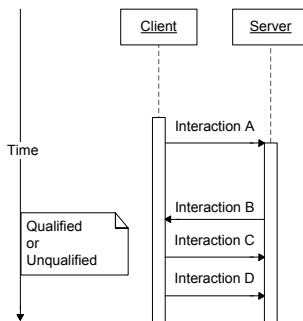 Client
Server
Interaction A
Time
Interaction B
Qualified
or
Unqualified
Interaction C
Interaction D